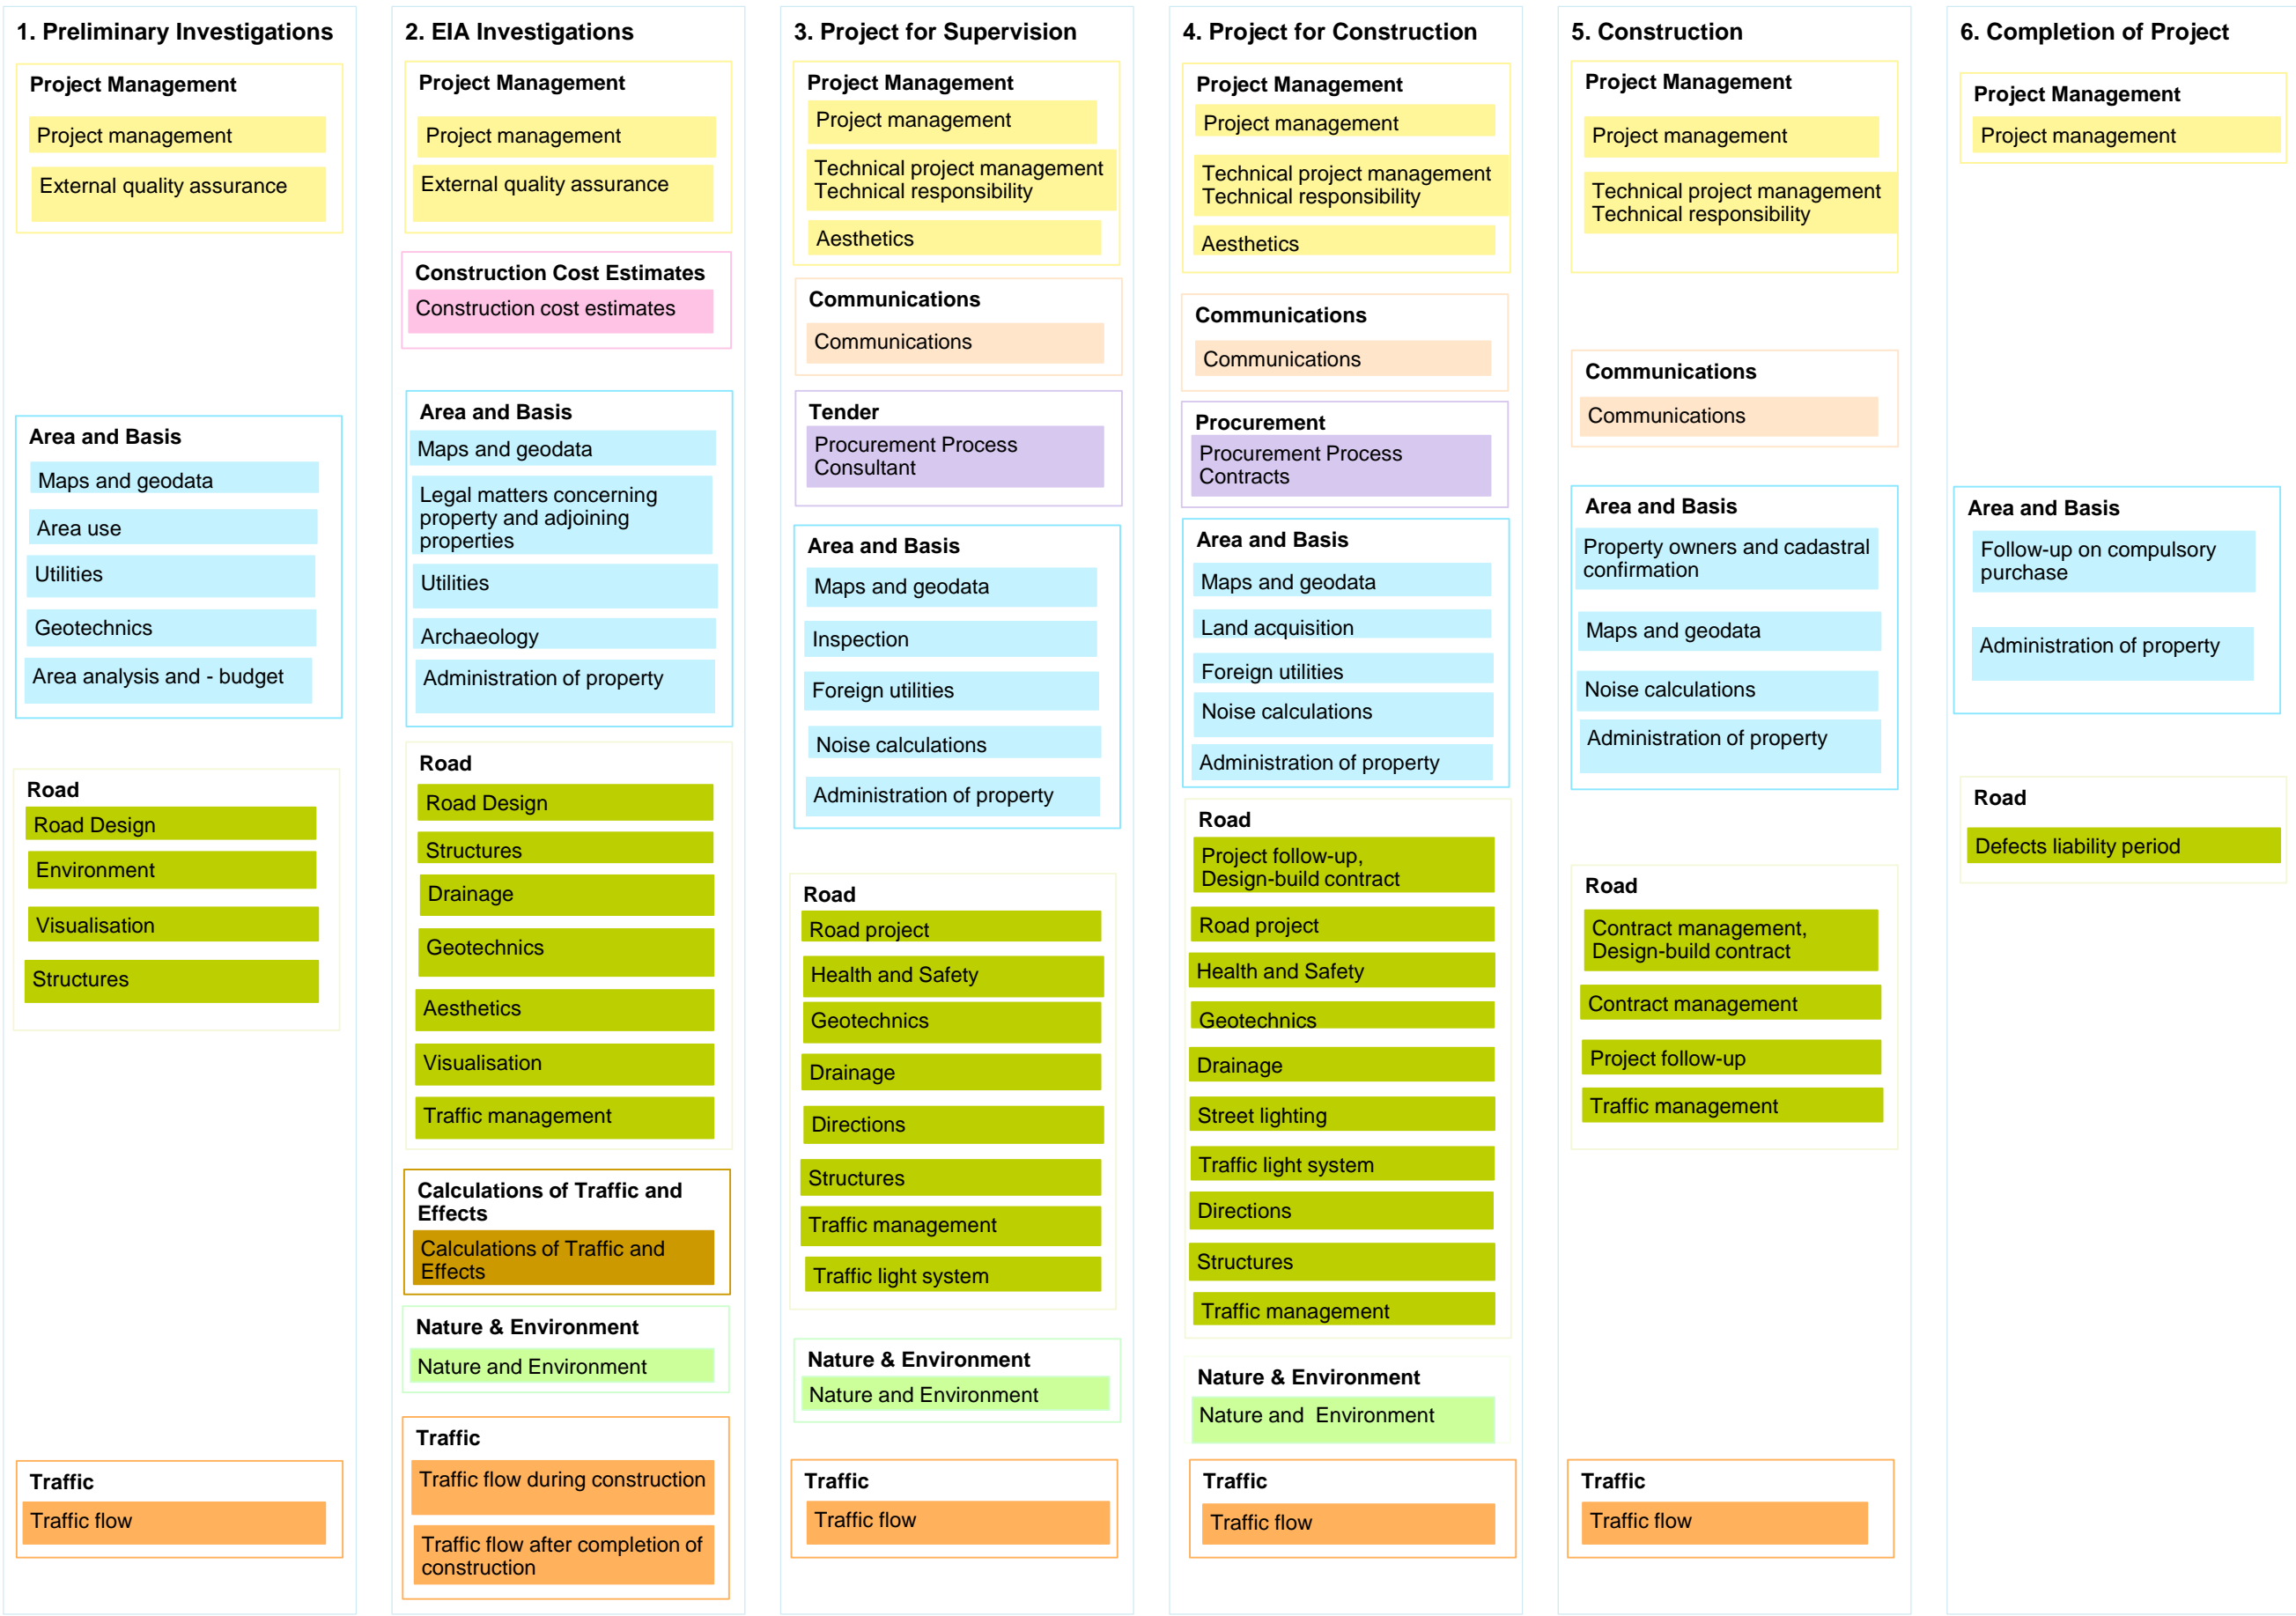 1. Preliminary Investigations
Project Management
Project management
External quality assurance
Area and Basis
Maps and geodata
Area use
Utilities
Geotechnics
Area analysis and - budget
Road
Road Design
Environment
Visualisation
Structures
Traffic
Traffic flow
2. EIA Investigations
Project Management
Project management
External quality assurance
Construction Cost Estimates
Construction cost estimates
Area and Basis
Maps and geodata
Legal matters concerning
property and adjoining
properties
Utilities
Archaeology
Administration of property
Road
Road Design
Structures
Drainage
Geotechnics
Aesthetics
Visualisation
Traffic management
Calculations of Traffic and
Effects
Calculations of Traffic and
Effects
Nature & Environment
Nature and Environment
Traffic
Traffic flow during construction
Traffic flow after completion of
construction
3. Project for Supervision
Project Management
Project management
Technical project management
Technical responsibility
Aesthetics
Communications
Communications
Tender
Procurement Process
Consultant
Area and Basis
Maps and geodata
Inspection
Foreign utilities
Noise calculations
Administration of property
Road
Road project
Health and Safety
Geotechnics
Drainage
Directions
Structures
Traffic management
Traffic light system
Nature & Environment
Nature and Environment
Traffic
Traffic flow
4. Project for Construction
Project Management
Project management
Technical project management
Technical responsibility
Aesthetics
Communications
Communications
Procurement
Procurement Process
Contracts
Area and Basis
Maps and geodata
Land acquisition
Foreign utilities
Noise calculations
Administration of property
Road
Project follow-up,
Design-build contract
Road project
Health and Safety
Geotechnics
Drainage
Street lighting
Traffic light system
Directions
Structures
Traffic management
Nature & Environment
Nature and Environment
Traffic
Traffic flow
5. Construction
Project Management
Project management
Technical project management
Technical responsibility
Communications
Communications
Area and Basis
Property owners and cadastral
confirmation
Maps and geodata
Noise calculations
Administration of property
Road
Contract management,
Design-build contract
Contract management
Project follow-up
Traffic management
Traffic
Traffic flow
6. Completion of Project
Project Management
Project management
Area and Basis
Follow-up on compulsory
purchase
Administration of property
Road
Defects liability period